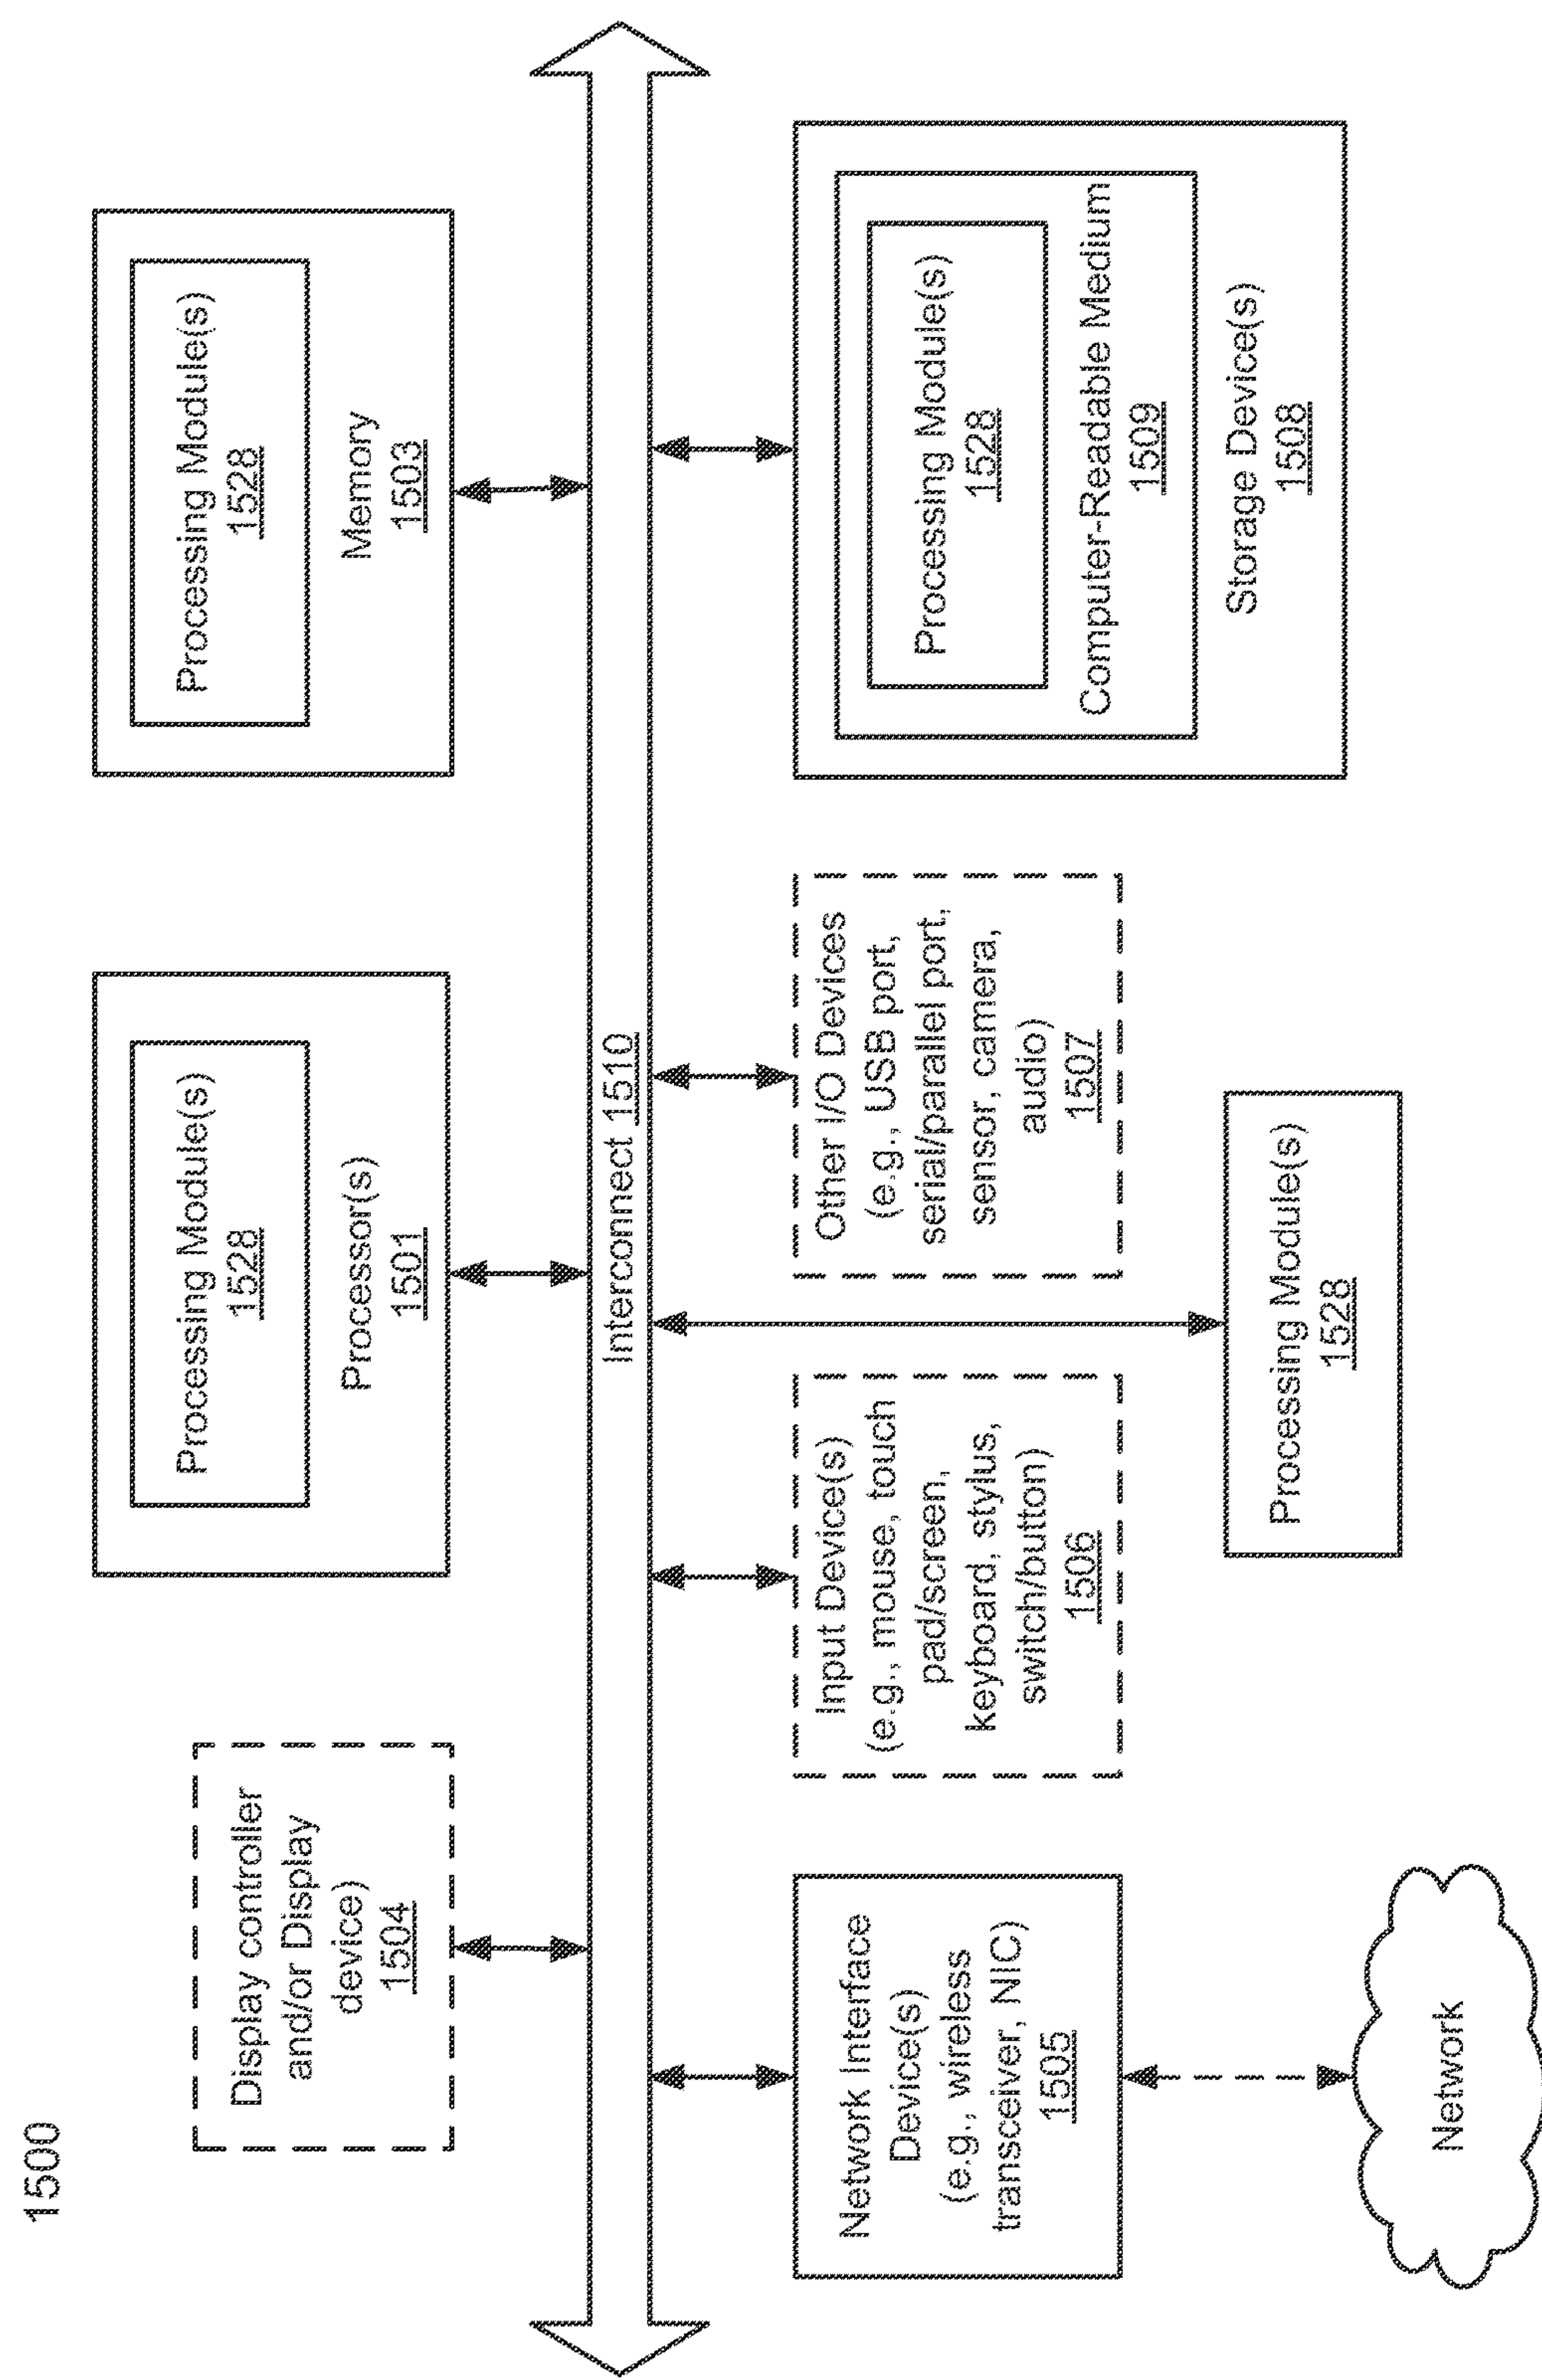 1500
Display controller
and/or Display
device)
1504
Processing Module(s)
1528
Processor(s)
1501
Processing Module(s)
1528
Memory
1503
Interconnect 1510
Network Interface
Device(s)
(e.g., wireless
transceiver, NIC)
1505
Input Device(s)
(e.g., mouse, touch
pad/screen,
keyboard, stylus,
switch/button)
1506
Other I/O Devices
(e.g., USB port,
serial/parallel port,
sensor, camera,
audio)
1507
Processing Module(s)
1528
Computer-Readable Medium
1509
Storage Device(s)
1508
Processing Module(s)
1528
Network